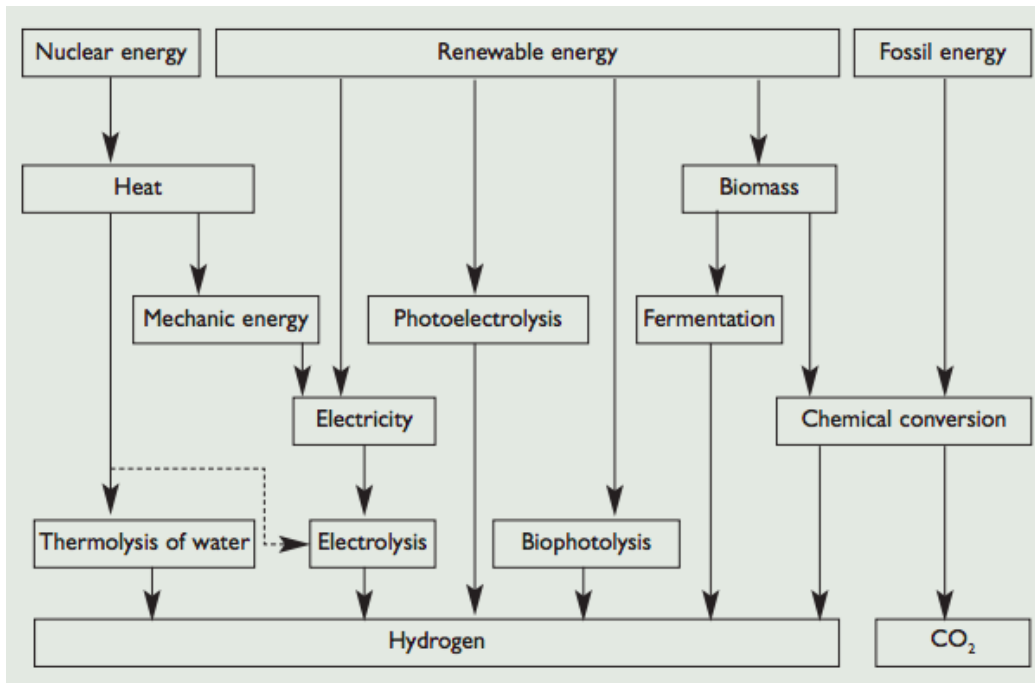 Nuclear energy
Renewable energy
Fossil energy
Heat
Biomass
Mechanic energy
Photoelectrolysis
Fermentation
Electricity
Chemical conversion
Thermolysis of water
Electrolysis
Biophotolysis
Hydrogen
CO₂